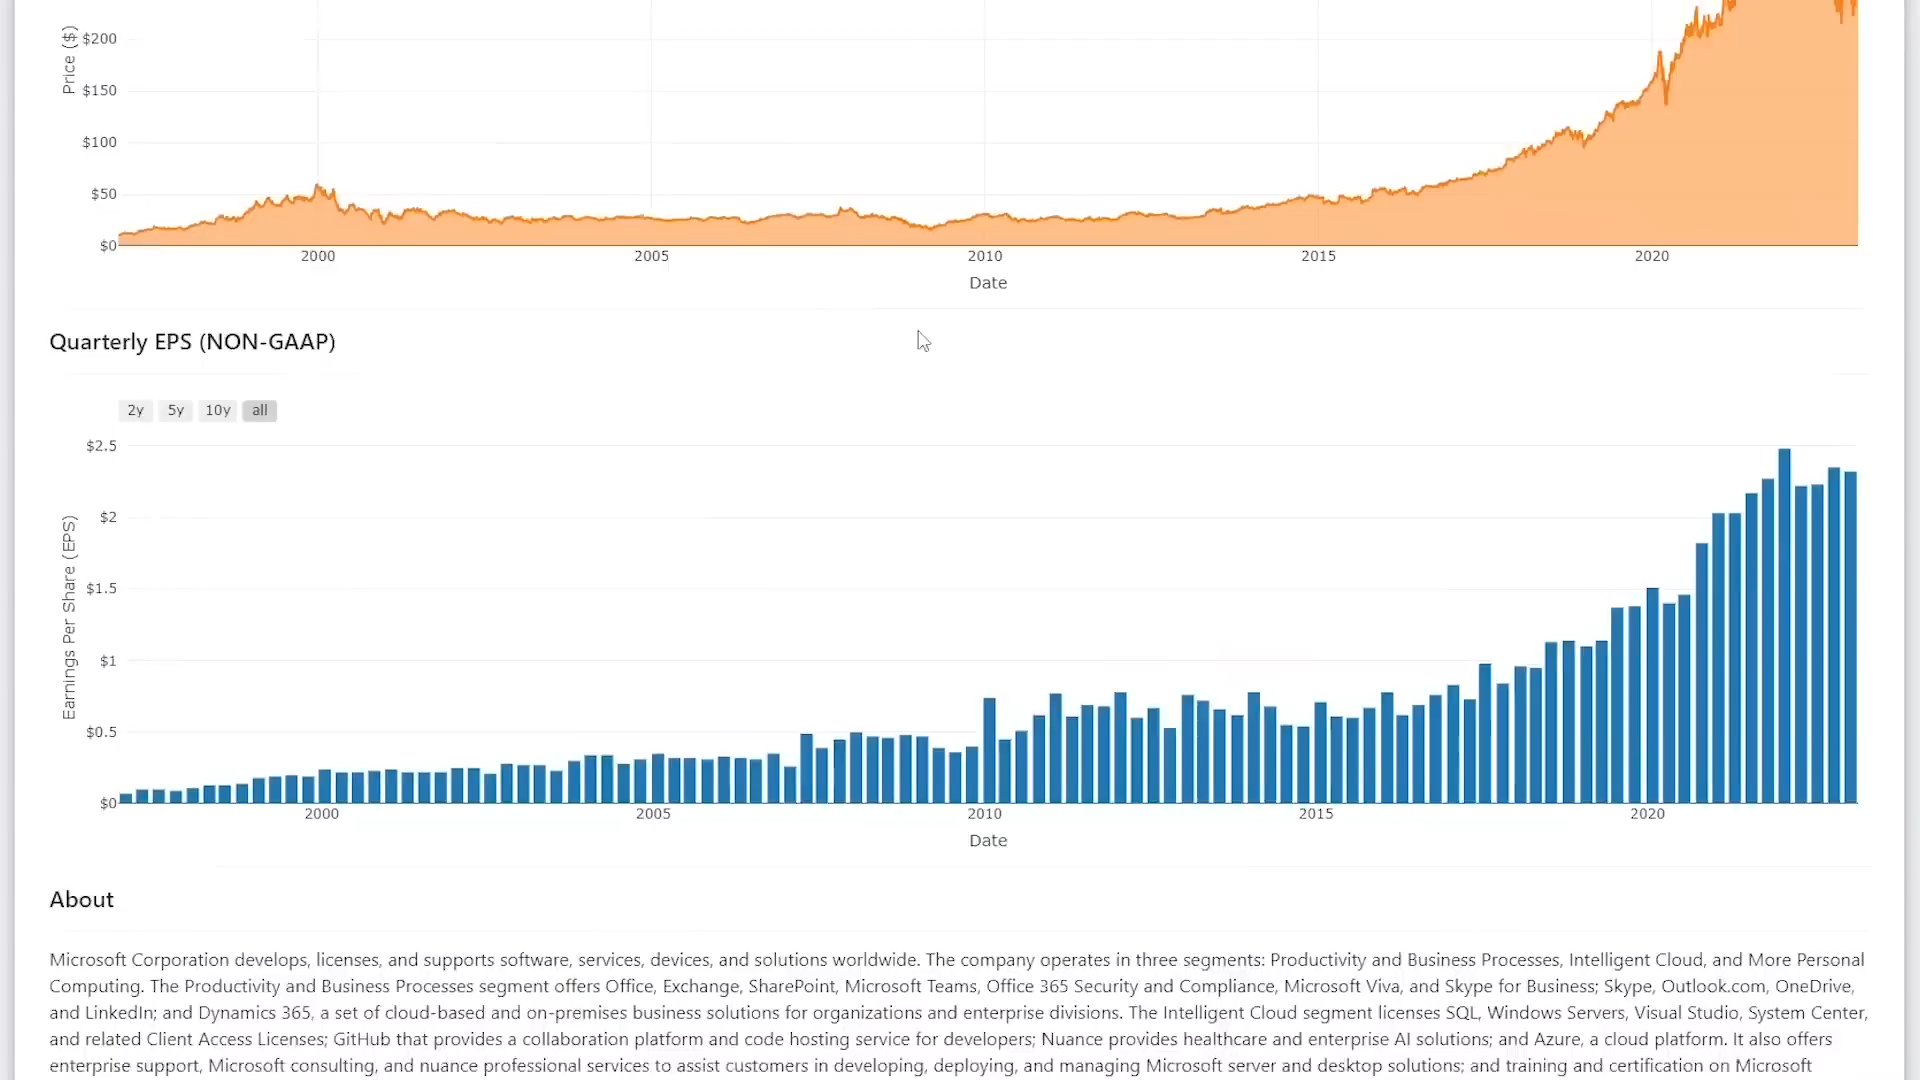 Price ($)
$200
$150
$100
$50
$0
2000 2005 2010 2015 2020
Date
Quarterly EPS (NON-GAAP)
2y 5y 10y all
Earnings Per Share (EPS)
$2.5
$2
$1.5
$1
$0.5
$0
2000 2005 2010 2015 2020
Date
About
Microsoft Corporation develops, licenses, and supports software, services, devices, and solutions worldwide. The company operates in three segments: Productivity and Business Processes, Intelligent Cloud, and More Personal
Computing. The Productivity and Business Processes segment offers Office, Exchange, SharePoint, Microsoft Teams, Office 365 Security and Compliance, Microsoft Viva, and Skype for Business; Skype, Outlook.com, OneDrive,
and LinkedIn; and Dynamics 365, a set of cloud-based and on-premises business solutions for organizations and enterprise divisions. The Intelligent Cloud segment licenses SQL, Windows Servers, Visual Studio, System Center,
and related Client Access Licenses; GitHub that provides a collaboration platform and code hosting service for developers; Nuance provides healthcare and enterprise AI solutions; and Azure, a cloud platform. It also offers
enterprise support, Microsoft consulting, and nuance professional services to assist customers in developing, deploying, and managing Microsoft server and desktop solutions; and training and certification on Microsoft